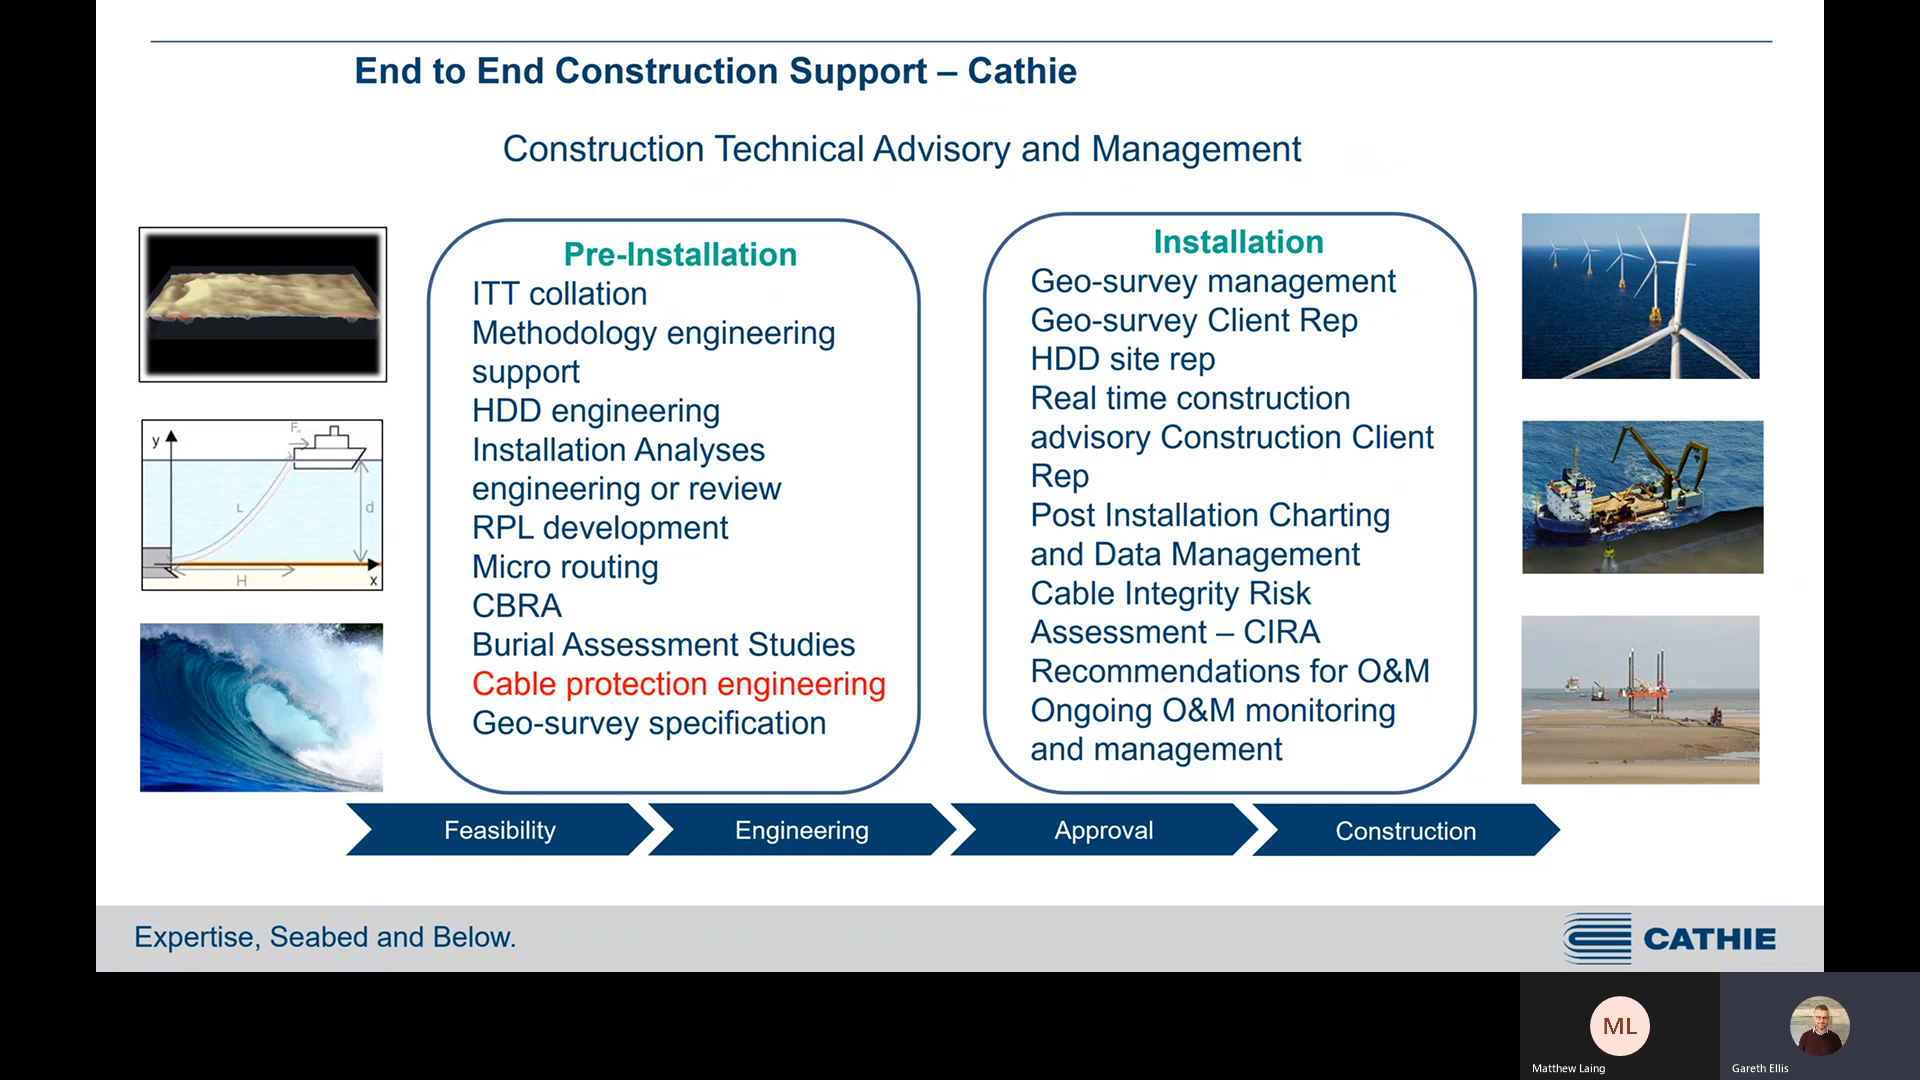 End to End Construction Support – Cathie
Construction Technical Advisory and Management
Pre-Installation
ITT collation
Methodology engineering
support
HDD engineering
Installation Analyses
engineering or review
RPL development
Micro routing
CBRA
Burial Assessment Studies
Cable protection engineering
Geo-survey specification
Installation
Geo-survey management
Geo-survey Client Rep
HDD site rep
Real time construction
advisory Construction Client
Rep
Post Installation Charting
and Data Management
Cable Integrity Risk
Assessment – CIRA
Recommendations for O&M
Ongoing O&M monitoring
and management
y
L
d
H
x
Feasibility
Engineering
Approval
Construction
Expertise, Seabed and Below.
CATHIE
ML
Matthew Laing
Gareth Ellis